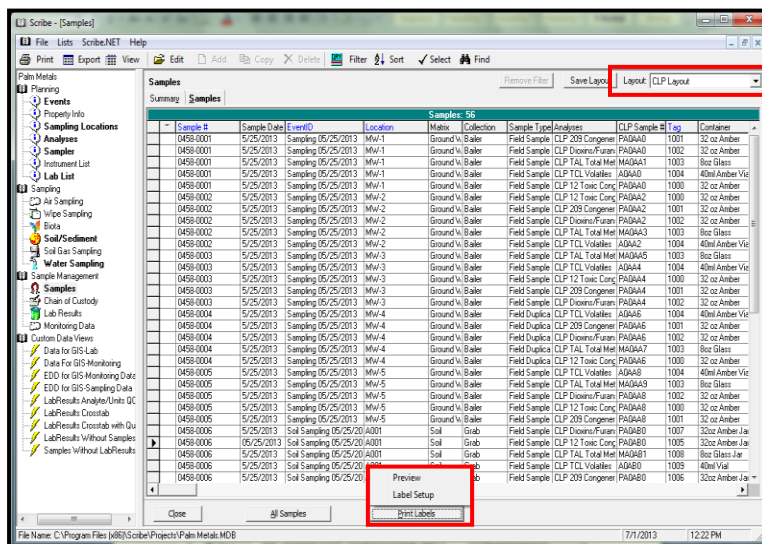 Scribe - [Samples]
File Lists Scribe.NET Help
Print Export View Edit Add Copy Delete Filter Sort Select Find
Palm Metals
Planning
Events
Property Info
Sampling Locations
Analyses
Sampler
Instrument List
Lab List
Sampling
Air Sampling
Wipe Sampling
Biota
Soil/Sediment
Soil Gas Sampling
Water Sampling
Sample Management
Samples
Chain of Custody
Lab Results
Monitoring Data
Custom Data Views
Data for GIS-Lab
Data For GIS-Monitoring
EDD for GIS-Monitoring Data
EDD for GIS-Sampling Data
LabResults Analyte/Units QC
LabResults Crosstab
LabResults Crosstab with Qu
LabResults Without Samples
Samples Without LabResults
Samples Remove Filter Save Layout Layout: CLP Layout
Summary Samples
Samples: 56
Sample # Sample Date EventID Location Matrix Collection Sample Type Analyses CLP Sample # Tag Container
0458-0001 5/25/2013 Sampling 05/25/2013 MW-1 Ground W Bailer Field Sample CLP 209 Congener PA0AA0 1001 32 oz Amber
0458-0001 5/25/2013 Sampling 05/25/2013 MW-1 Ground W Bailer Field Sample CLP Dioxins/Furan PA0AA0 1002 32 oz Amber
0458-0001 5/25/2013 Sampling 05/25/2013 MW-1 Ground W Bailer Field Sample CLP TAL Total Met MA0AA1 1003 8oz Glass
0458-0001 5/25/2013 Sampling 05/25/2013 MW-1 Ground W Bailer Field Sample CLP TCL Volatiles A0AA0 1004 40ml Amber Via
0458-0001 5/25/2013 Sampling 05/25/2013 MW-1 Ground W Bailer Field Sample CLP 12 Toxic Cong PA0AA0 1000 32 oz Amber
0458-0002 5/25/2013 Sampling 05/25/2013 MW-2 Ground W Bailer Field Sample CLP 12 Toxic Cong PA0AA2 1000 32 oz Amber
0458-0002 5/25/2013 Sampling 05/25/2013 MW-2 Ground W Bailer Field Sample CLP 209 Congener PA0AA2 1001 32 oz Amber
0458-0002 5/25/2013 Sampling 05/25/2013 MW-2 Ground W Bailer Field Sample CLP Dioxins/Furan PA0AA2 1002 32 oz Amber
0458-0002 5/25/2013 Sampling 05/25/2013 MW-2 Ground W Bailer Field Sample CLP TAL Total Met MA0AA3 1003 8oz Glass
0458-0002 5/25/2013 Sampling 05/25/2013 MW-2 Ground W Bailer Field Sample CLP TCL Volatiles A0AA2 1004 40ml Amber Via
0458-0003 5/25/2013 Sampling 05/25/2013 MW-3 Ground W Bailer Field Sample CLP TAL Total Met MA0AA5 1003 8oz Glass
0458-0003 5/25/2013 Sampling 05/25/2013 MW-3 Ground W Bailer Field Sample CLP TCL Volatiles A0AA4 1004 40ml Amber Via
0458-0003 5/25/2013 Sampling 05/25/2013 MW-3 Ground W Bailer Field Sample CLP 12 Toxic Cong PA0AA4 1000 32 oz Amber
0458-0003 5/25/2013 Sampling 05/25/2013 MW-3 Ground W Bailer Field Sample CLP 209 Congener PA0AA4 1001 32 oz Amber
0458-0003 5/25/2013 Sampling 05/25/2013 MW-3 Ground W Bailer Field Sample CLP Dioxins/Furan PA0AA4 1002 32 oz Amber
0458-0004 5/25/2013 Sampling 05/25/2013 MW-4 Ground W Bailer Field Duplica CLP TCL Volatiles A0AA6 1004 40ml Amber Via
0458-0004 5/25/2013 Sampling 05/25/2013 MW-4 Ground W Bailer Field Duplica CLP 209 Congener PA0AA6 1001 32 oz Amber
0458-0004 5/25/2013 Sampling 05/25/2013 MW-4 Ground W Bailer Field Duplica CLP Dioxins/Furan PA0AA6 1002 32 oz Amber
0458-0004 5/25/2013 Sampling 05/25/2013 MW-4 Ground W Bailer Field Duplica CLP TAL Total Met MA0AA7 1003 8oz Glass
0458-0004 5/25/2013 Sampling 05/25/2013 MW-4 Ground W Bailer Field Duplica CLP 12 Toxic Cong PA0AA6 1000 32 oz Amber
0458-0005 5/25/2013 Sampling 05/25/2013 MW-5 Ground W Bailer Field Sample CLP TCL Volatiles A0AA8 1004 40ml Amber Via
0458-0005 5/25/2013 Sampling 05/25/2013 MW-5 Ground W Bailer Field Sample CLP TAL Total Met MA0AA9 1003 8oz Glass
0458-0005 5/25/2013 Sampling 05/25/2013 MW-5 Ground W Bailer Field Sample CLP Dioxins/Furan PA0AA8 1002 32 oz Amber
0458-0005 5/25/2013 Sampling 05/25/2013 MW-5 Ground W Bailer Field Sample CLP 12 Toxic Cong PA0AA8 1000 32 oz Amber
0458-0005 5/25/2013 Sampling 05/25/2013 MW-5 Ground W Bailer Field Sample CLP 209 Congener PA0AA8 1001 32 oz Amber
0458-0006 5/25/2013 Soil Sampling 05/25/20 A001 Soil Grab Field Sample CLP Dioxins/Furan PA0AB0 1007 32oz Amber Jar
0458-0006 05/25/2013 Soil Sampling 05/25/20 A001 Soil Grab Field Sample CLP 12 Toxic Cong PA0AB0 1005 32oz Amber Jar
0458-0006 5/25/2013 Soil Sampling 05/25/20 A001 Soil Grab Field Sample CLP TAL Total Met MA0AB1 1008 8oz Glass Jar
0458-0006 5/25/2013 Soil Sampling 05/25/20 Field Sample CLP TCL Volatiles A0AB0 1009 40ml Vial
0458-0006 5/25/2013 Soil Sampling 05/25/20 Field Sample CLP 209 Congener PA0AB0 1006 32oz Amber Jar
Preview
Label Setup
Close All Samples Print Labels
File Name: C:\Program Files (x86)\Scribe\Projects\Palm Metals.MDB 7/1/2013 12:22 PM